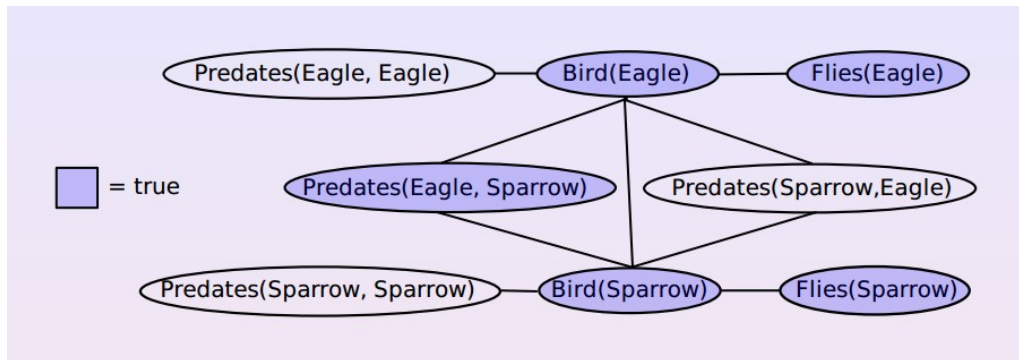 Predates(Eagle, Eagle) Bird(Eagle) Flies(Eagle)
= true Predates(Eagle, Sparrow) Predates(Sparrow,Eagle)
Predates(Sparrow, Sparrow) Bird(Sparrow) Flies(Sparrow)